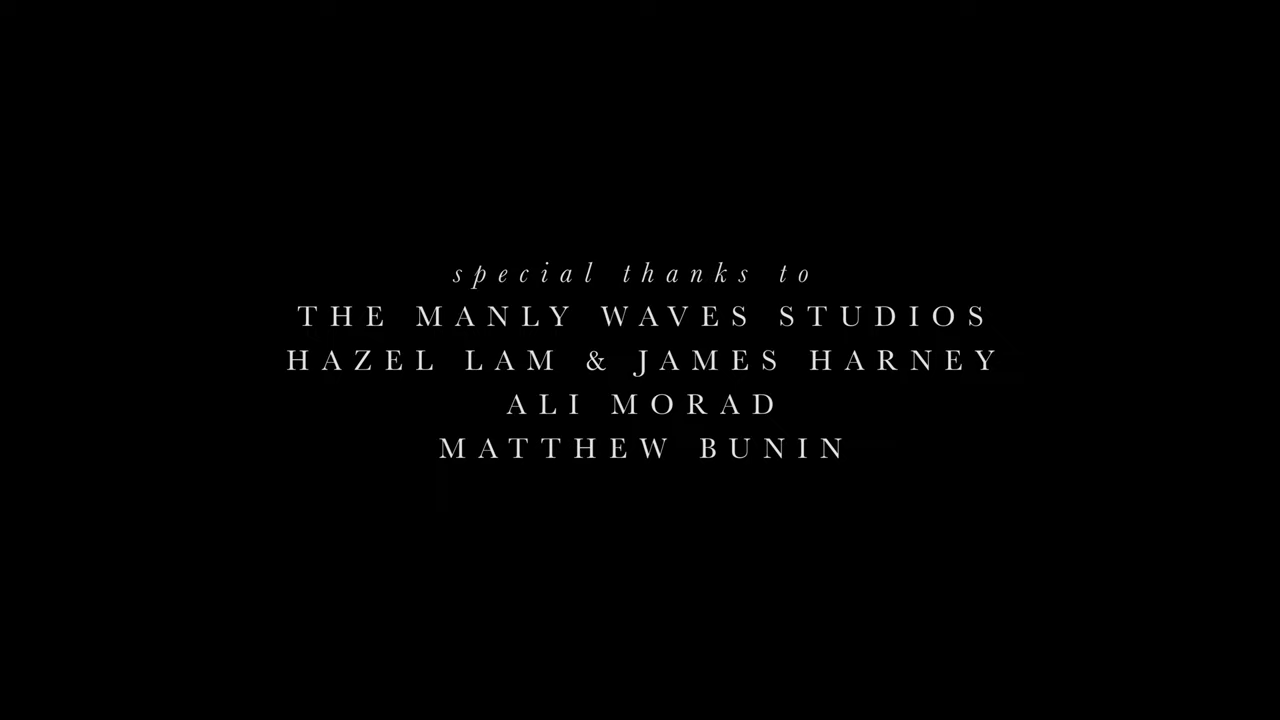 special thanks to
THE MANLY WAVES STUDIOS
HAZEL LAM & JAMES HARNEY
ALI MORAD
MATTHEW BUNIN